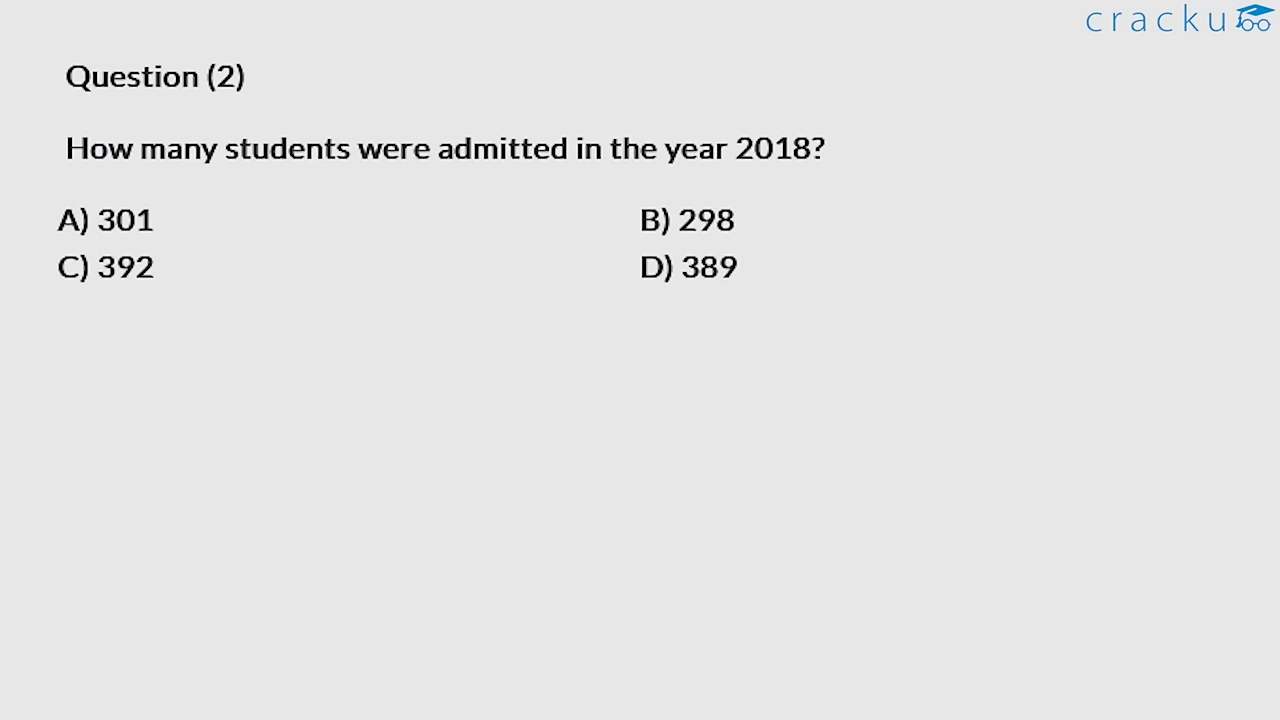 cracku
Question (2)
How many students were admitted in the year 2018?
A) 301 B) 298
C) 392 D) 389